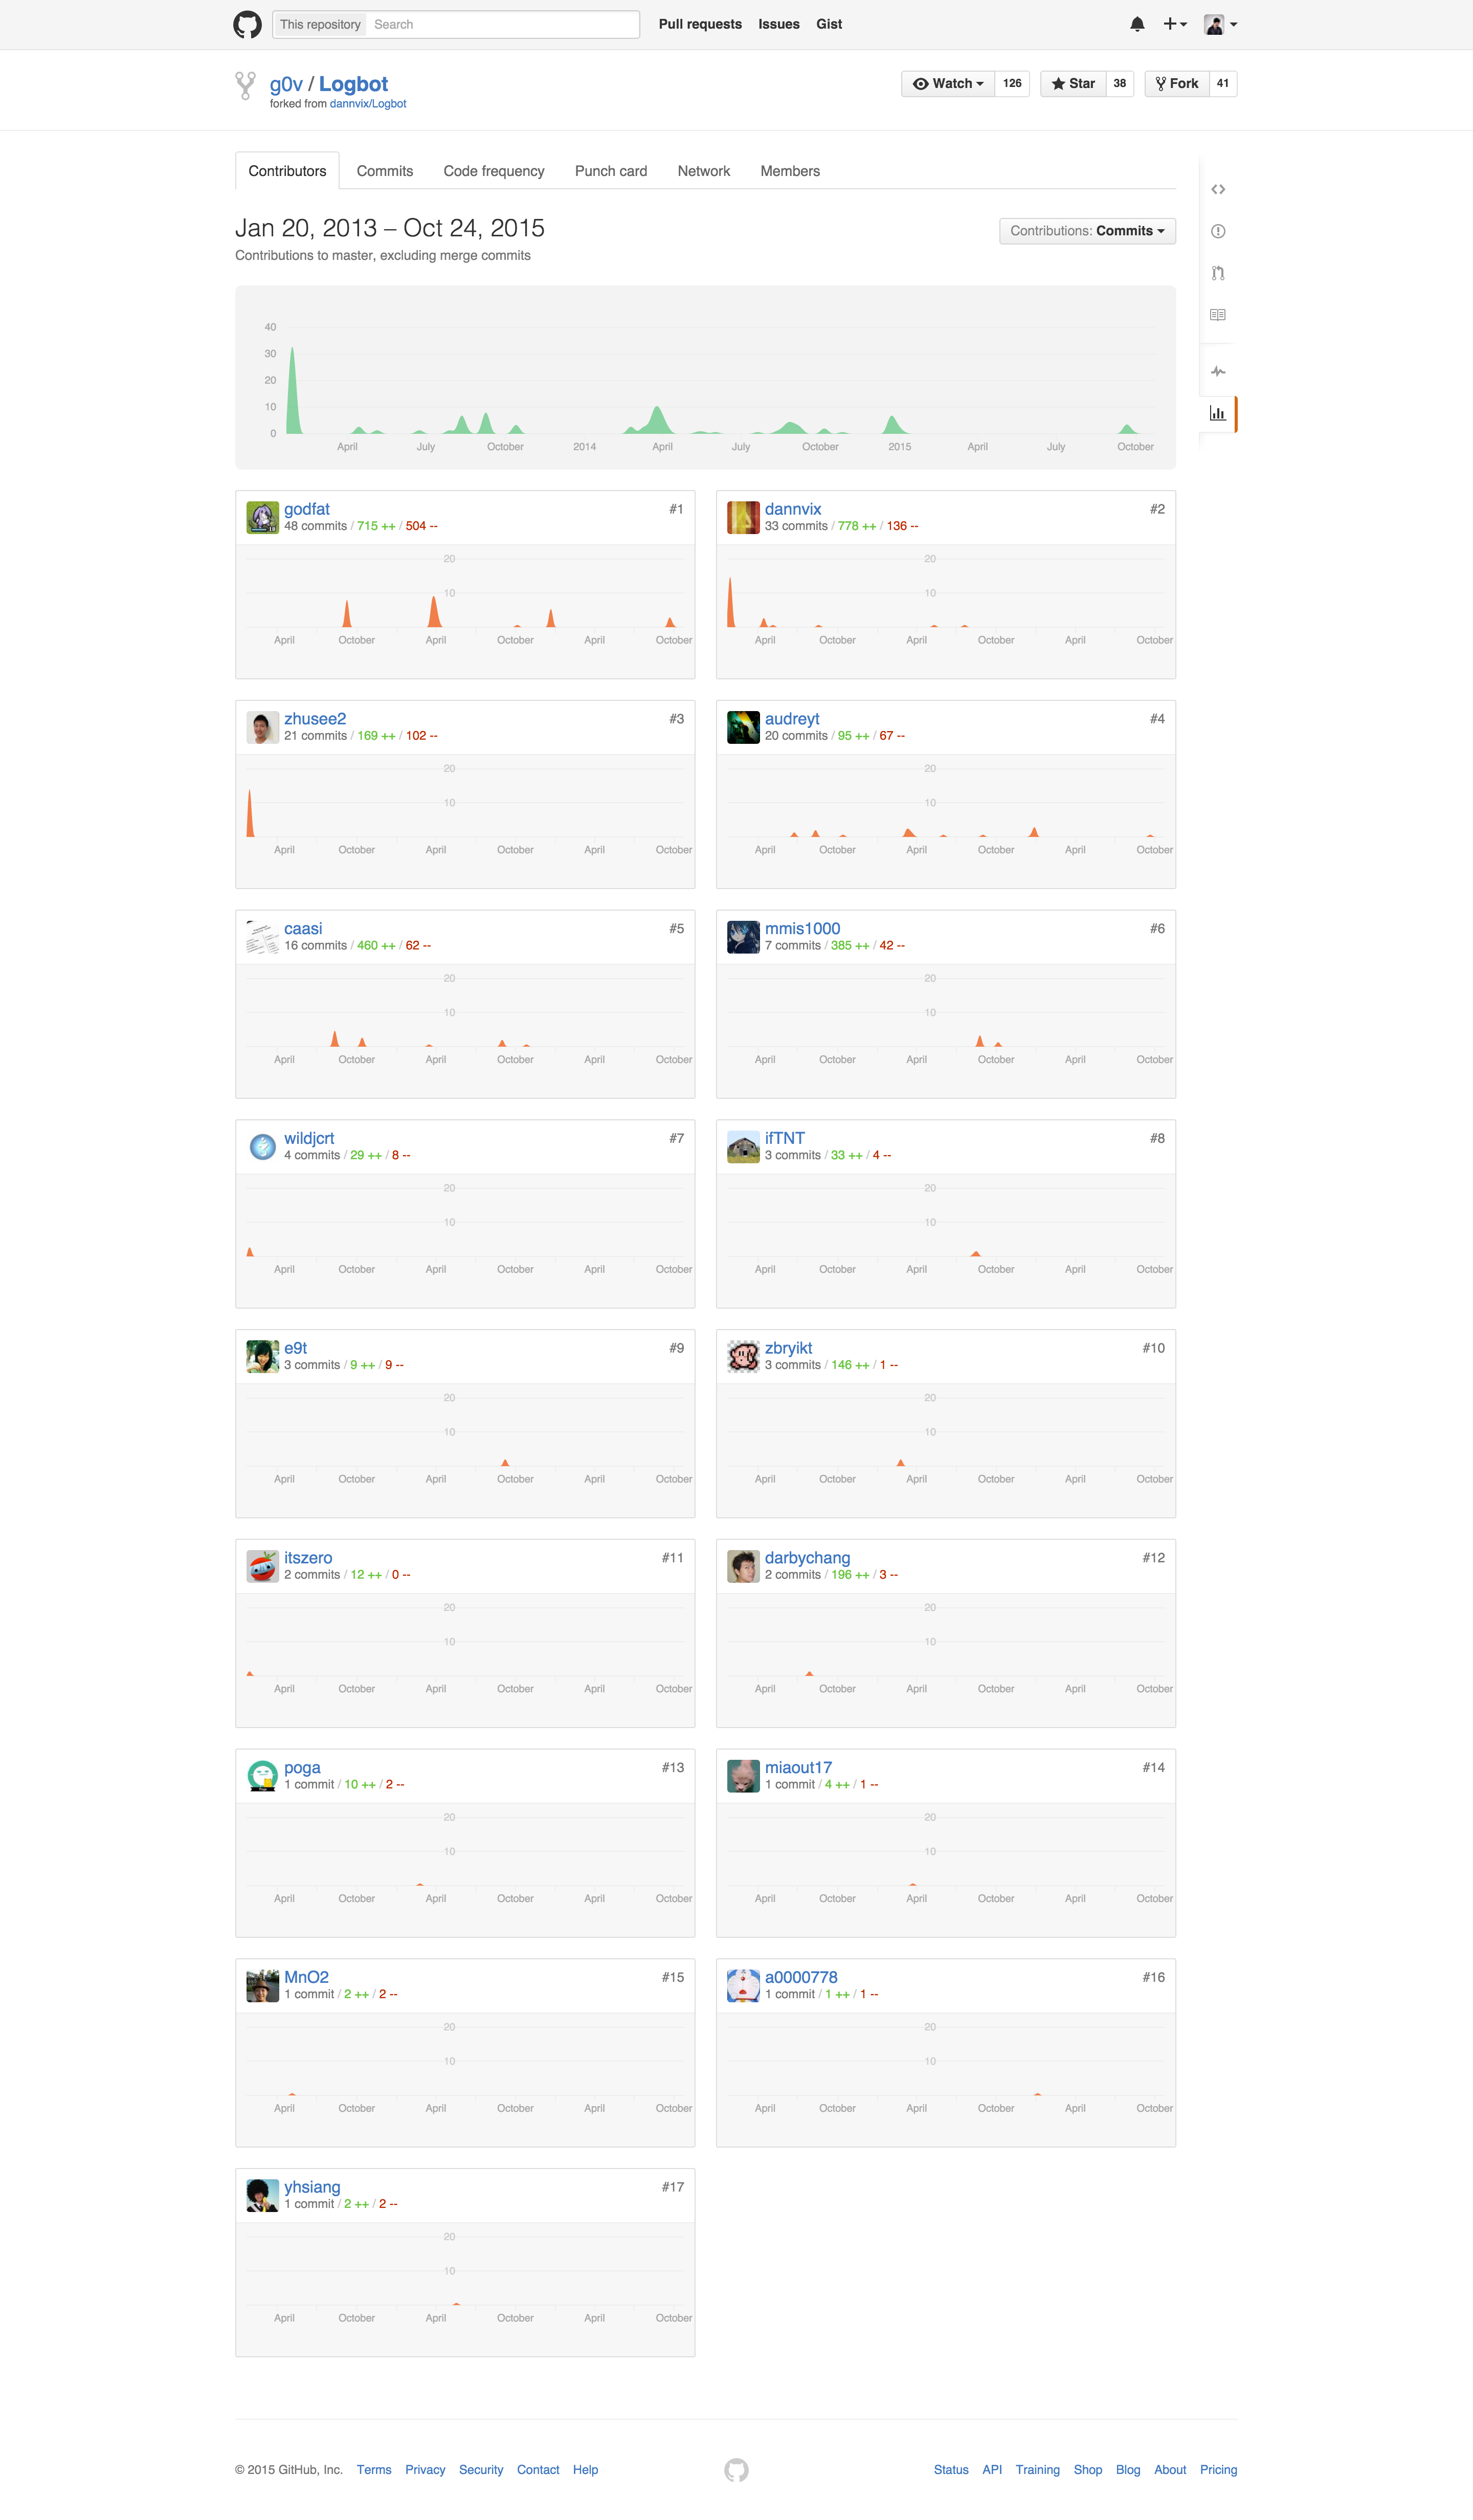 This repository Search Pull requests Issues Gist
g0v / Logbot Watch 126 Star 38 Fork 41
forked from dannvix/Logbot
Contributors Commits Code frequency Punch card Network Members
Jan 20, 2013 – Oct 24, 2015 Contributions: Commits
Contributions to master, excluding merge commits
40
30
20
10
0
April July October 2014 April July October 2015 April July October
godfat #1
48 commits / 715 ++ / 504 --
20
10
April October April October April October
dannvix #2
33 commits / 778 ++ / 136 --
20
10
April October April October April October
zhusee2 #3
21 commits / 169 ++ / 102 --
20
10
April October April October April October
audreyt #4
20 commits / 95 ++ / 67 --
20
10
April October April October April October
caasi #5
16 commits / 460 ++ / 62 --
20
10
April October April October April October
mmis1000 #6
7 commits / 385 ++ / 42 --
20
10
April October April October April October
wildjcrt #7
4 commits / 29 ++ / 8 --
20
10
April October April October April October
ifTNT #8
3 commits / 33 ++ / 4 --
20
10
April October April October April October
e9t #9
3 commits / 9 ++ / 9 --
20
10
April October April October April October
zbryikt #10
3 commits / 146 ++ / 1 --
20
10
April October April October April October
itszero #11
2 commits / 12 ++ / 0 --
20
10
April October April October April October
darbychang #12
2 commits / 196 ++ / 3 --
20
10
April October April October April October
poga #13
1 commit / 10 ++ / 2 --
20
10
April October April October April October
miaout17 #14
1 commit / 4 ++ / 1 --
20
10
April October April October April October
MnO2 #15
1 commit / 2 ++ / 2 --
20
10
April October April October April October
a0000778 #16
1 commit / 1 ++ / 1 --
20
10
April October April October April October
yhsiang #17
1 commit / 2 ++ / 2 --
20
10
April October April October April October
© 2015 GitHub, Inc. Terms Privacy Security Contact Help Status API Training Shop Blog About Pricing